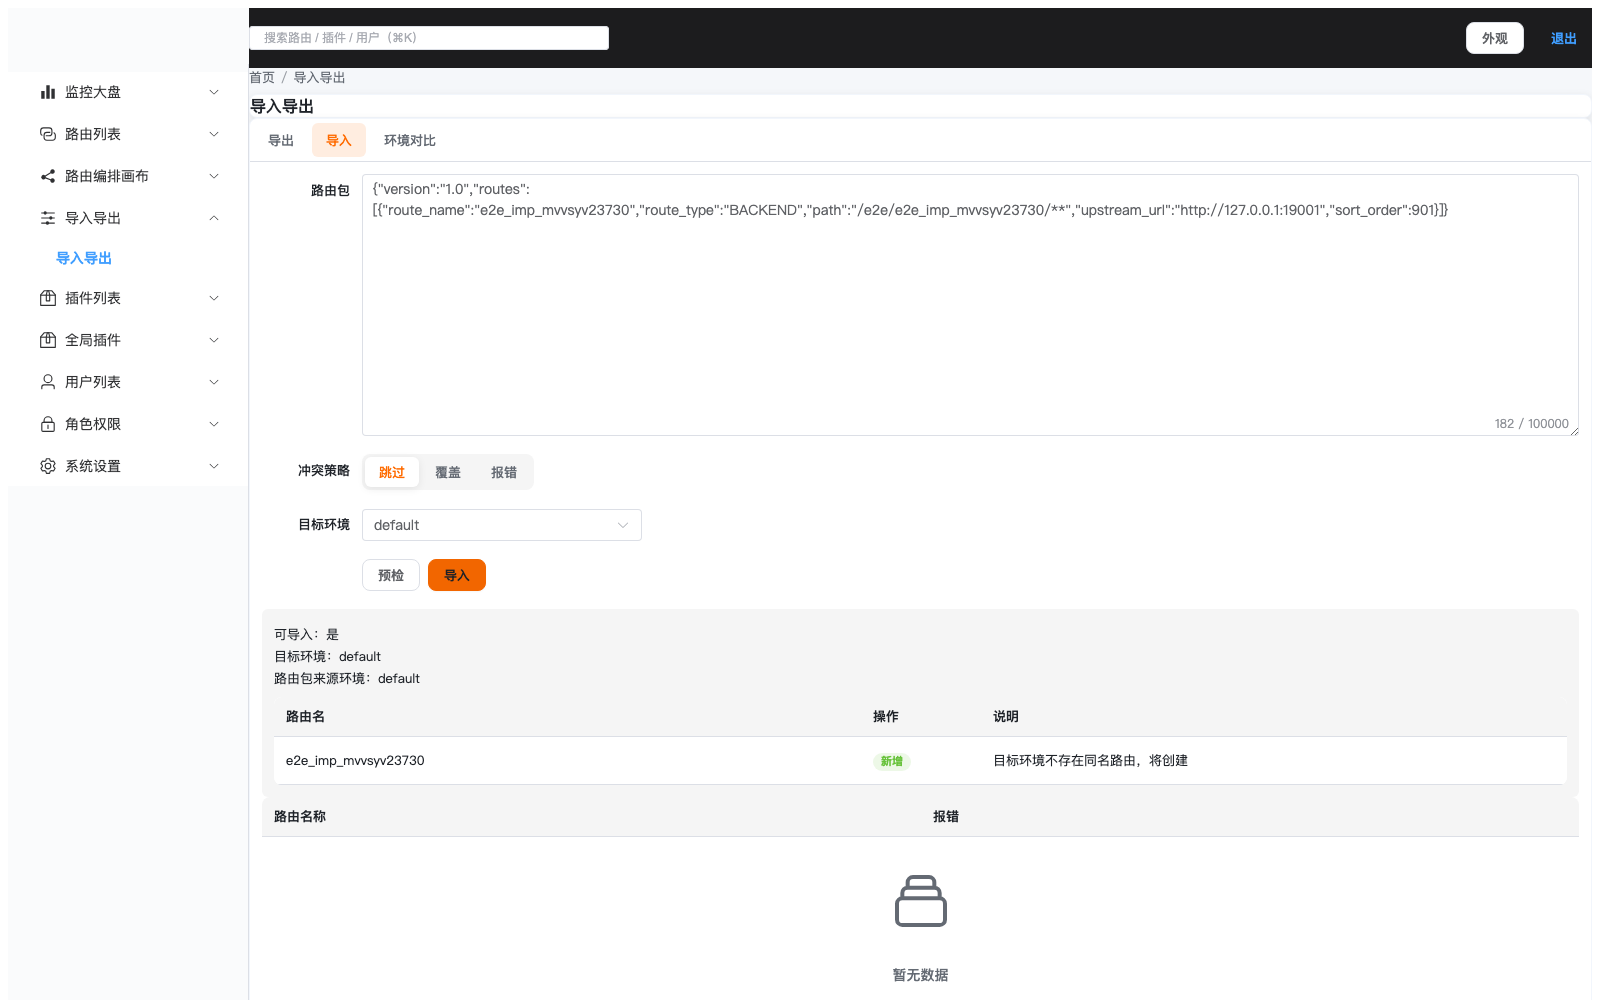 搜索路由 / 插件 / 用户（⌘K）
外观
退出
监控大盘
路由列表
路由编排画布
导入导出
导入导出
插件列表
全局插件
用户列表
角色权限
系统设置
首页 / 导入导出
导入导出
导出
导入
环境对比
路由包
{"version":"1.0","routes":
[{"route_name":"e2e_imp_mvvsyv23730","route_type":"BACKEND","path":"/e2e/e2e_imp_mvvsyv23730/**","upstream_url":"http://127.0.0.1:19001","sort_order":901}]}
182 / 100000
冲突策略
跳过
覆盖
报错
目标环境
default
预检
导入
可导入：是
目标环境：default
路由包来源环境：default
路由名 操作 说明
e2e_imp_mvvsyv23730 新增 目标环境不存在同名路由，将创建
路由名称 报错
暂无数据